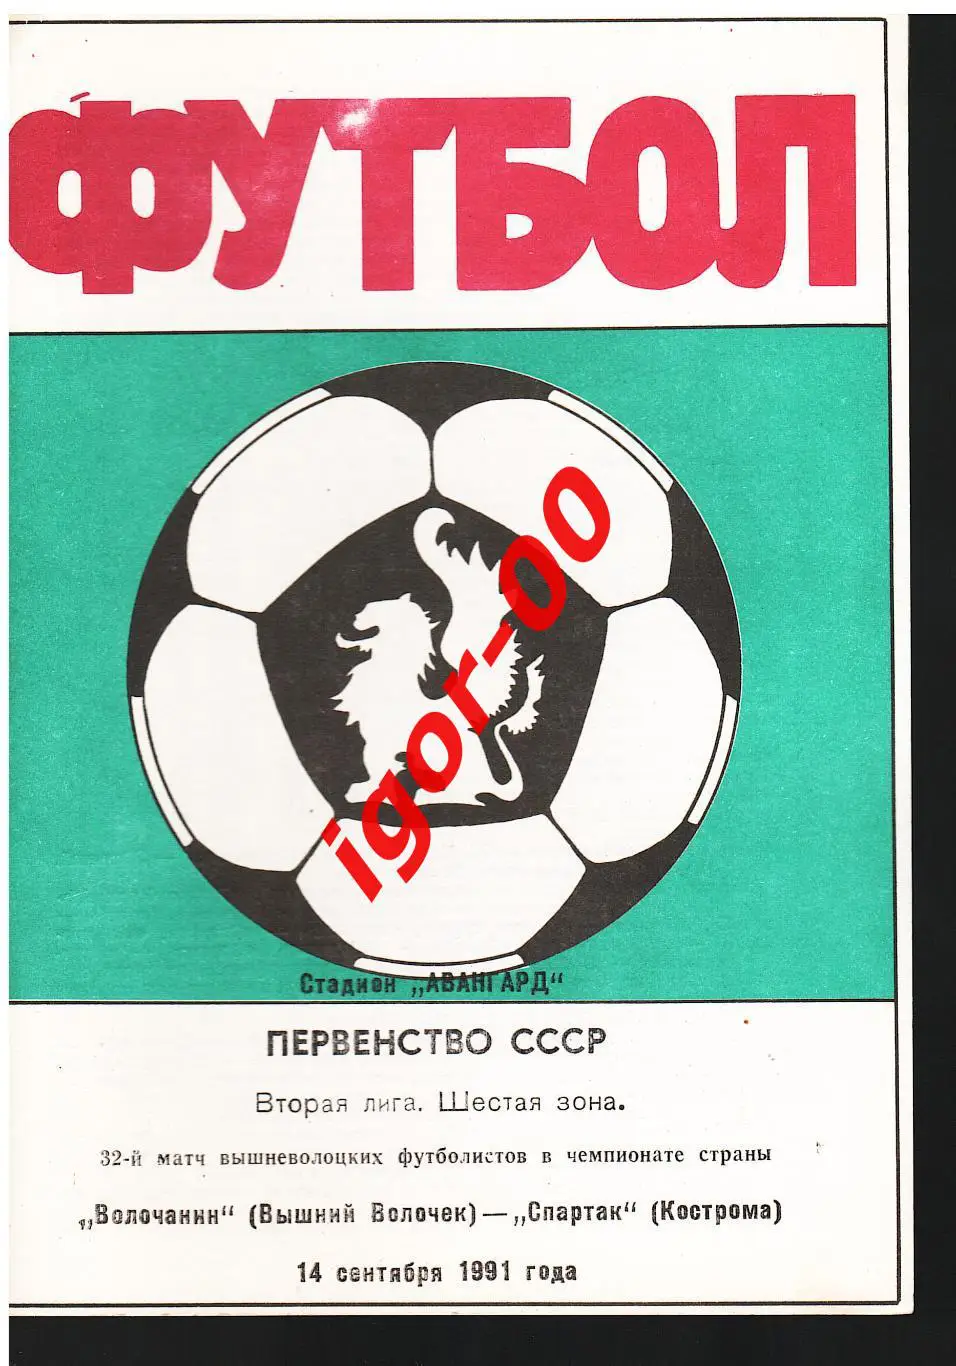 ФУТБОЛ
igor-00
Стадион „АВАНГАРД“
ПЕРВЕНСТВО СССР
Вторая лига. Шестая зона.
32-й матч вышневолоцких футболистов в чемпионате страны
„Волочанин“ (Вышний Волочек) — „Спартак“ (Кострома)
14 сентября 1991 года